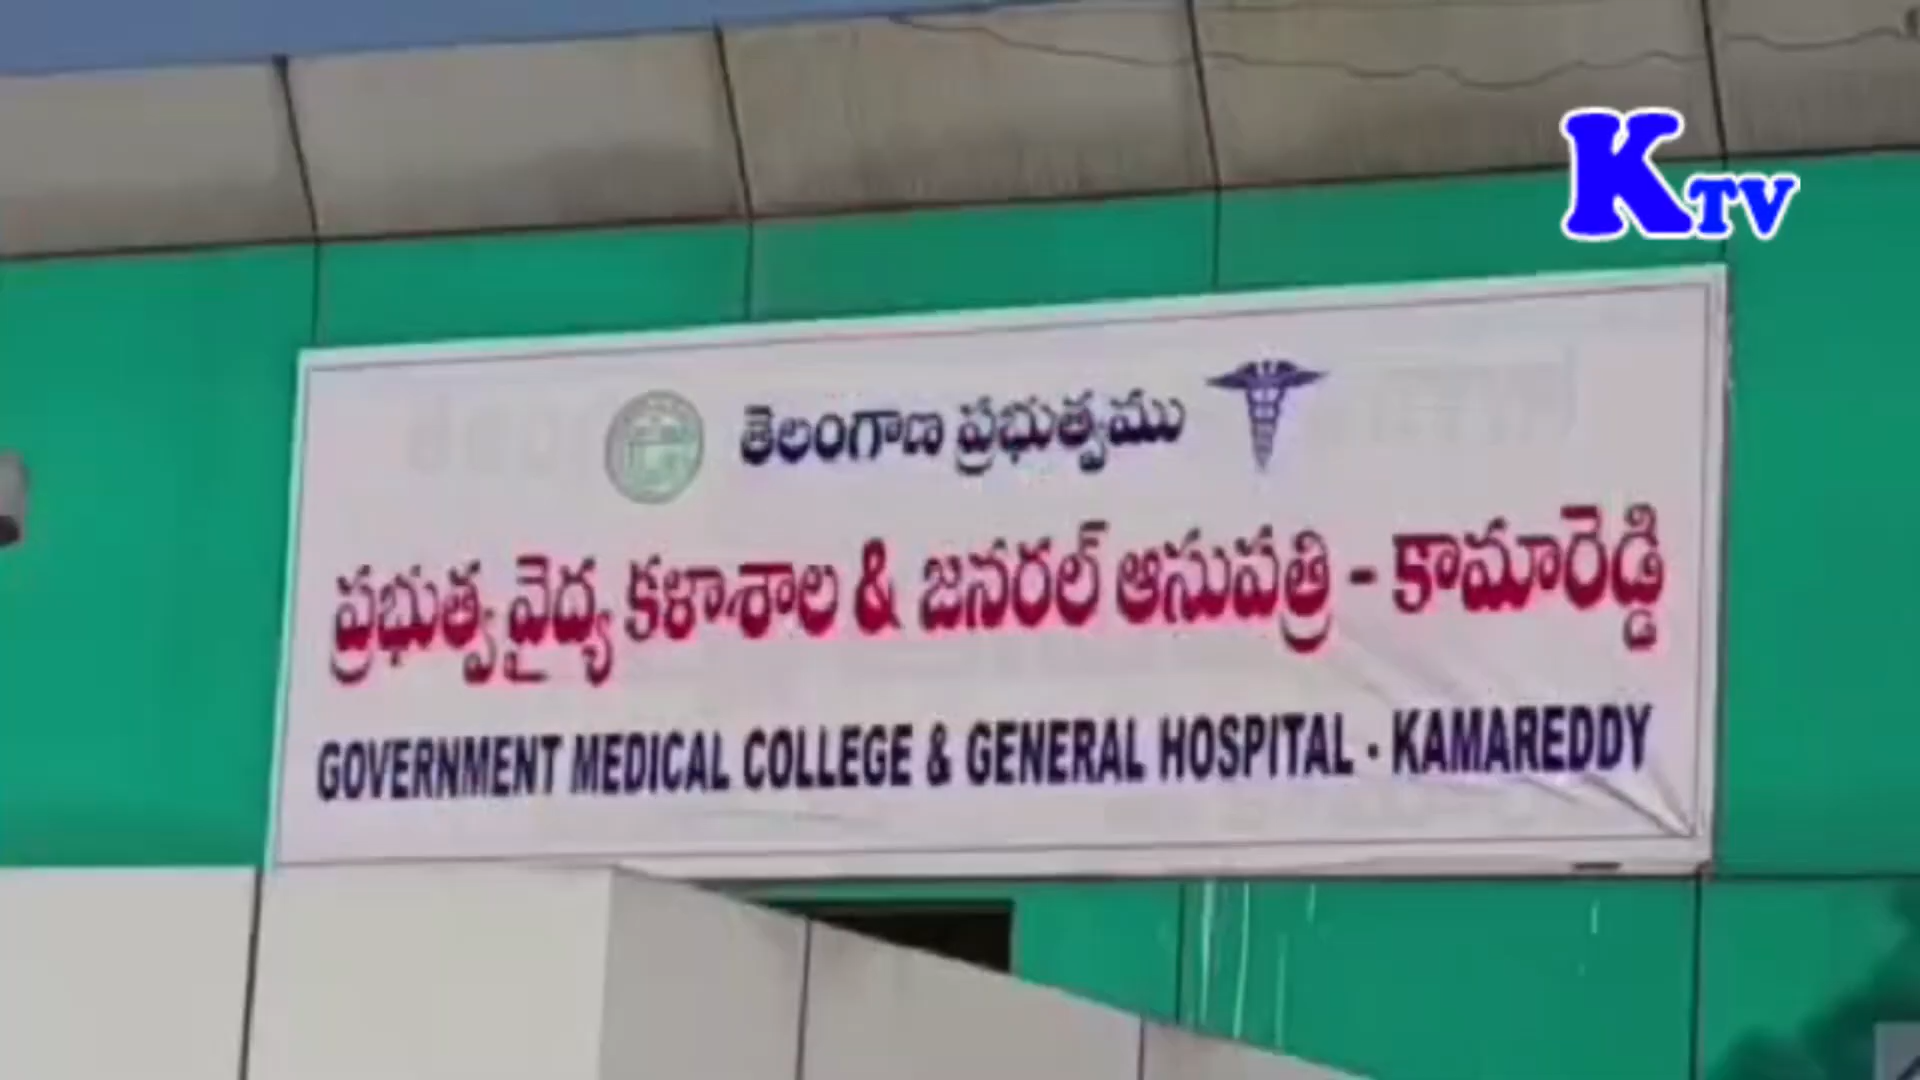 KTV
తెలంగాణ ప్రభుత్వము
ప్రభుత్వ వైద్య కళాశాల & జనరల్ ఆసుపత్రి - కామారెడ్డి
GOVERNMENT MEDICAL COLLEGE & GENERAL HOSPITAL - KAMAREDDY